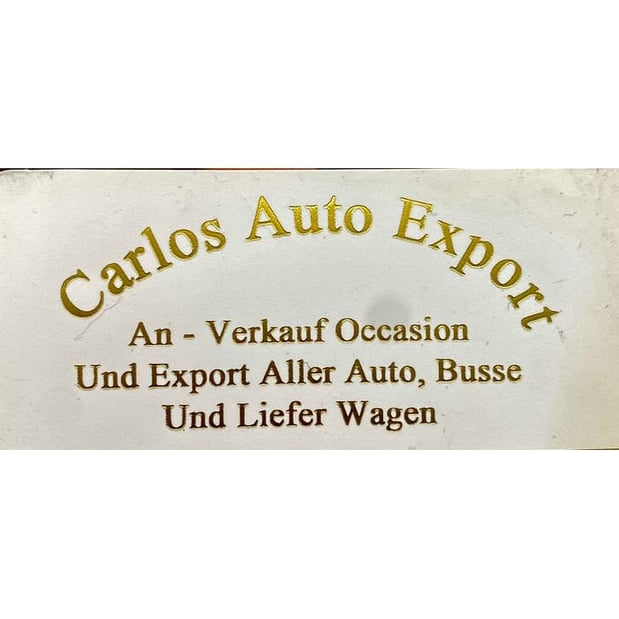 Carlos Auto Export
An - Verkauf Occasion
Und Export Aller Auto, Busse
Und Liefer Wagen